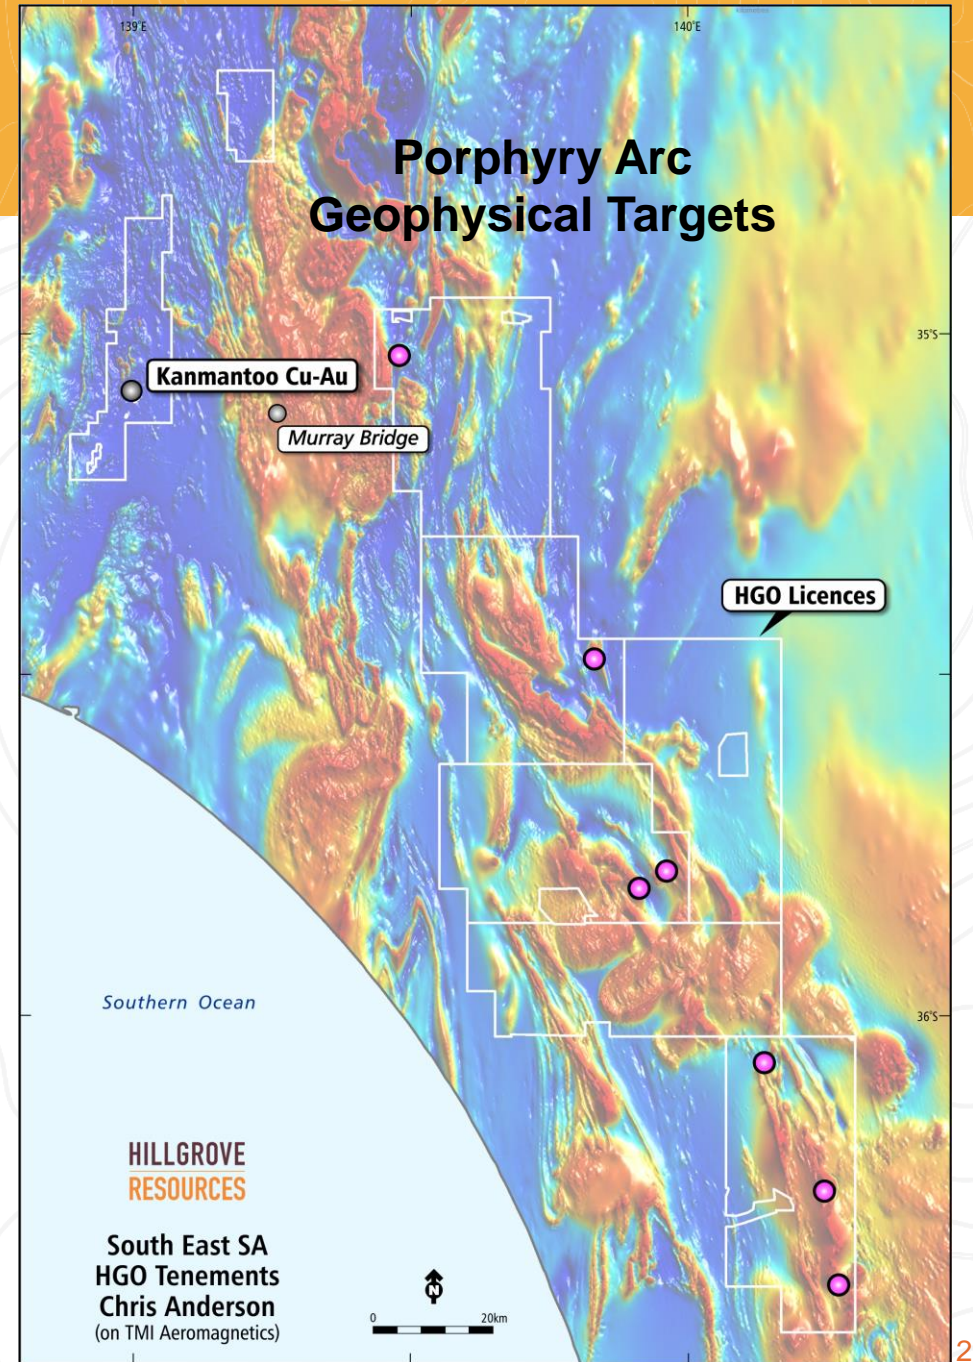 139°E
140°E
Porphyry Arc
Geophysical Targets
35°S
Kanmantoo Cu-Au
Murray Bridge
HGO Licences
Southern Ocean
36°S
HILLGROVE
RESOURCES
South East SA
HGO Tenements
Chris Anderson
(on TMI Aeromagnetics)
N
0 20km
2